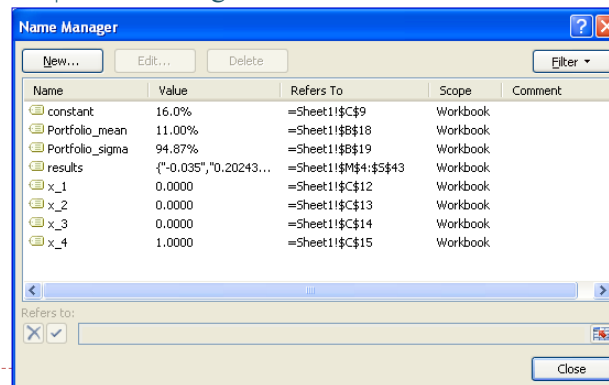 Name Manager
New... Edit... Delete Filter
Name Value Refers To Scope Comment
constant 16.0% =Sheet1!$C$9 Workbook
Portfolio_mean 11.00% =Sheet1!$B$18 Workbook
Portfolio_sigma 94.87% =Sheet1!$B$19 Workbook
results {"-0.035","0.20243... =Sheet1!$M$4:$S$43 Workbook
x_1 0.0000 =Sheet1!$C$12 Workbook
x_2 0.0000 =Sheet1!$C$13 Workbook
x_3 0.0000 =Sheet1!$C$14 Workbook
x_4 1.0000 =Sheet1!$C$15 Workbook
Refers to:
Close